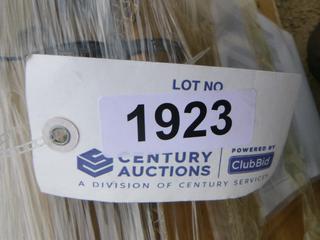 LOT NO
1923
CENTURY
AUCTIONS
POWERED BY
ClubBid
A DIVISION OF CENTURY SERVICES